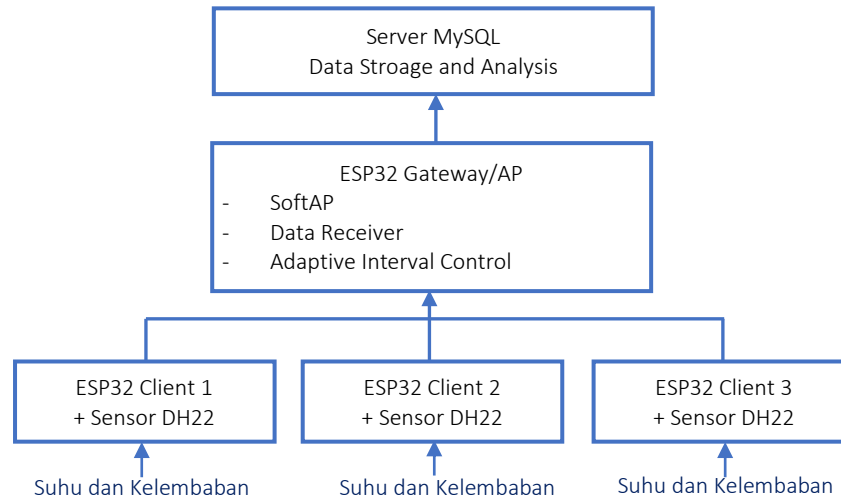 Server MySQL
Data Stroage and Analysis
ESP32 Gateway/AP
- SoftAP
- Data Receiver
- Adaptive Interval Control
ESP32 Client 1
+ Sensor DH22
ESP32 Client 2
+ Sensor DH22
ESP32 Client 3
+ Sensor DH22
Suhu dan Kelembaban
Suhu dan Kelembaban
Suhu dan Kelembaban